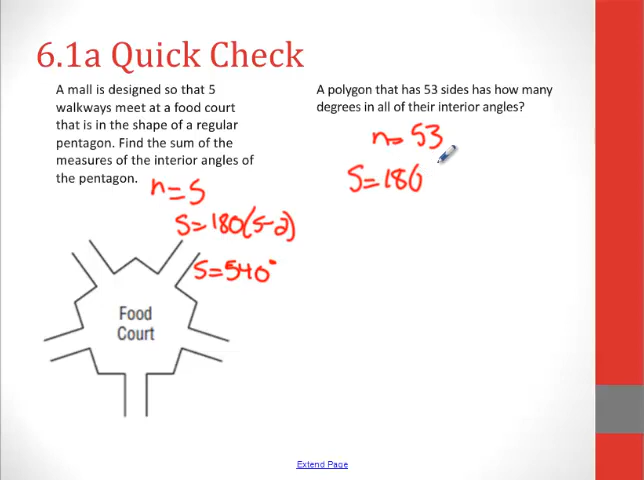 6.1a Quick Check
A mall is designed so that 5
walkways meet at a food court
that is in the shape of a regular
pentagon. Find the sum of the
measures of the interior angles of
the pentagon.
n=5
S=180(5-2)
S=540°
Food
Court
A polygon that has 53 sides has how many
degrees in all of their interior angles?
n=53
S=180
Extend Page